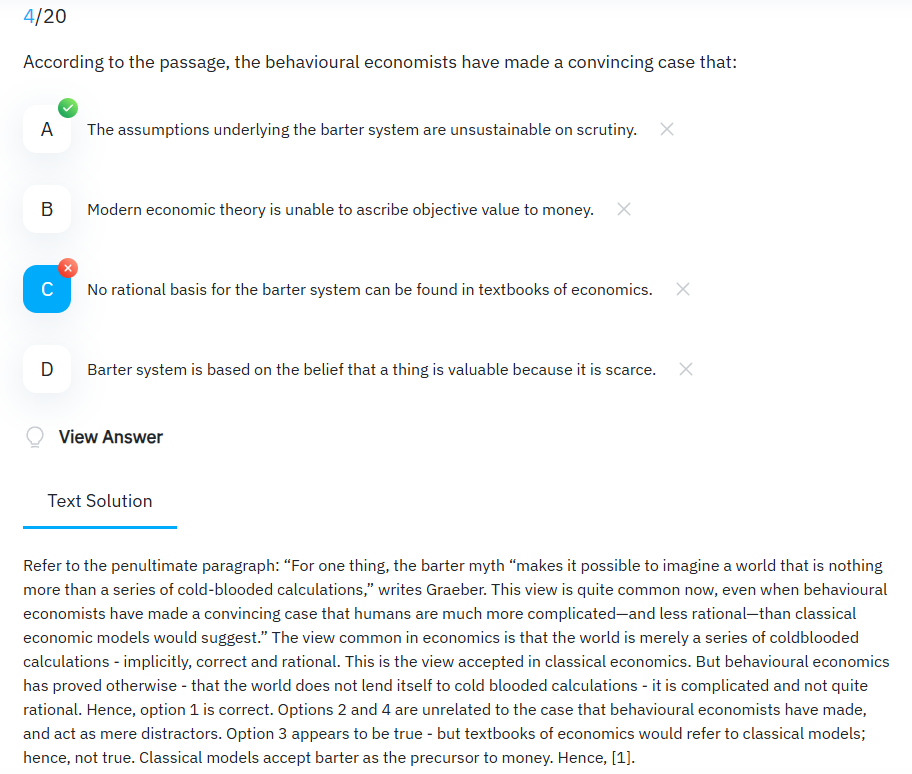 4/20
According to the passage, the behavioural economists have made a convincing case that:
A The assumptions underlying the barter system are unsustainable on scrutiny.
B Modern economic theory is unable to ascribe objective value to money.
C No rational basis for the barter system can be found in textbooks of economics.
D Barter system is based on the belief that a thing is valuable because it is scarce.
View Answer
Text Solution
Refer to the penultimate paragraph: “For one thing, the barter myth “makes it possible to imagine a world that is nothing
more than a series of cold-blooded calculations,” writes Graeber. This view is quite common now, even when behavioural
economists have made a convincing case that humans are much more complicated—and less rational—than classical
economic models would suggest.” The view common in economics is that the world is merely a series of coldblooded
calculations - implicitly, correct and rational. This is the view accepted in classical economics. But behavioural economics
has proved otherwise - that the world does not lend itself to cold blooded calculations - it is complicated and not quite
rational. Hence, option 1 is correct. Options 2 and 4 are unrelated to the case that behavioural economists have made,
and act as mere distractors. Option 3 appears to be true - but textbooks of economics would refer to classical models;
hence, not true. Classical models accept barter as the precursor to money. Hence, [1].